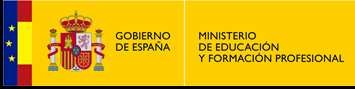 GOBIERNO
DE ESPAÑA
MINISTERIO
DE EDUCACIÓN
Y FORMACIÓN PROFESIONAL